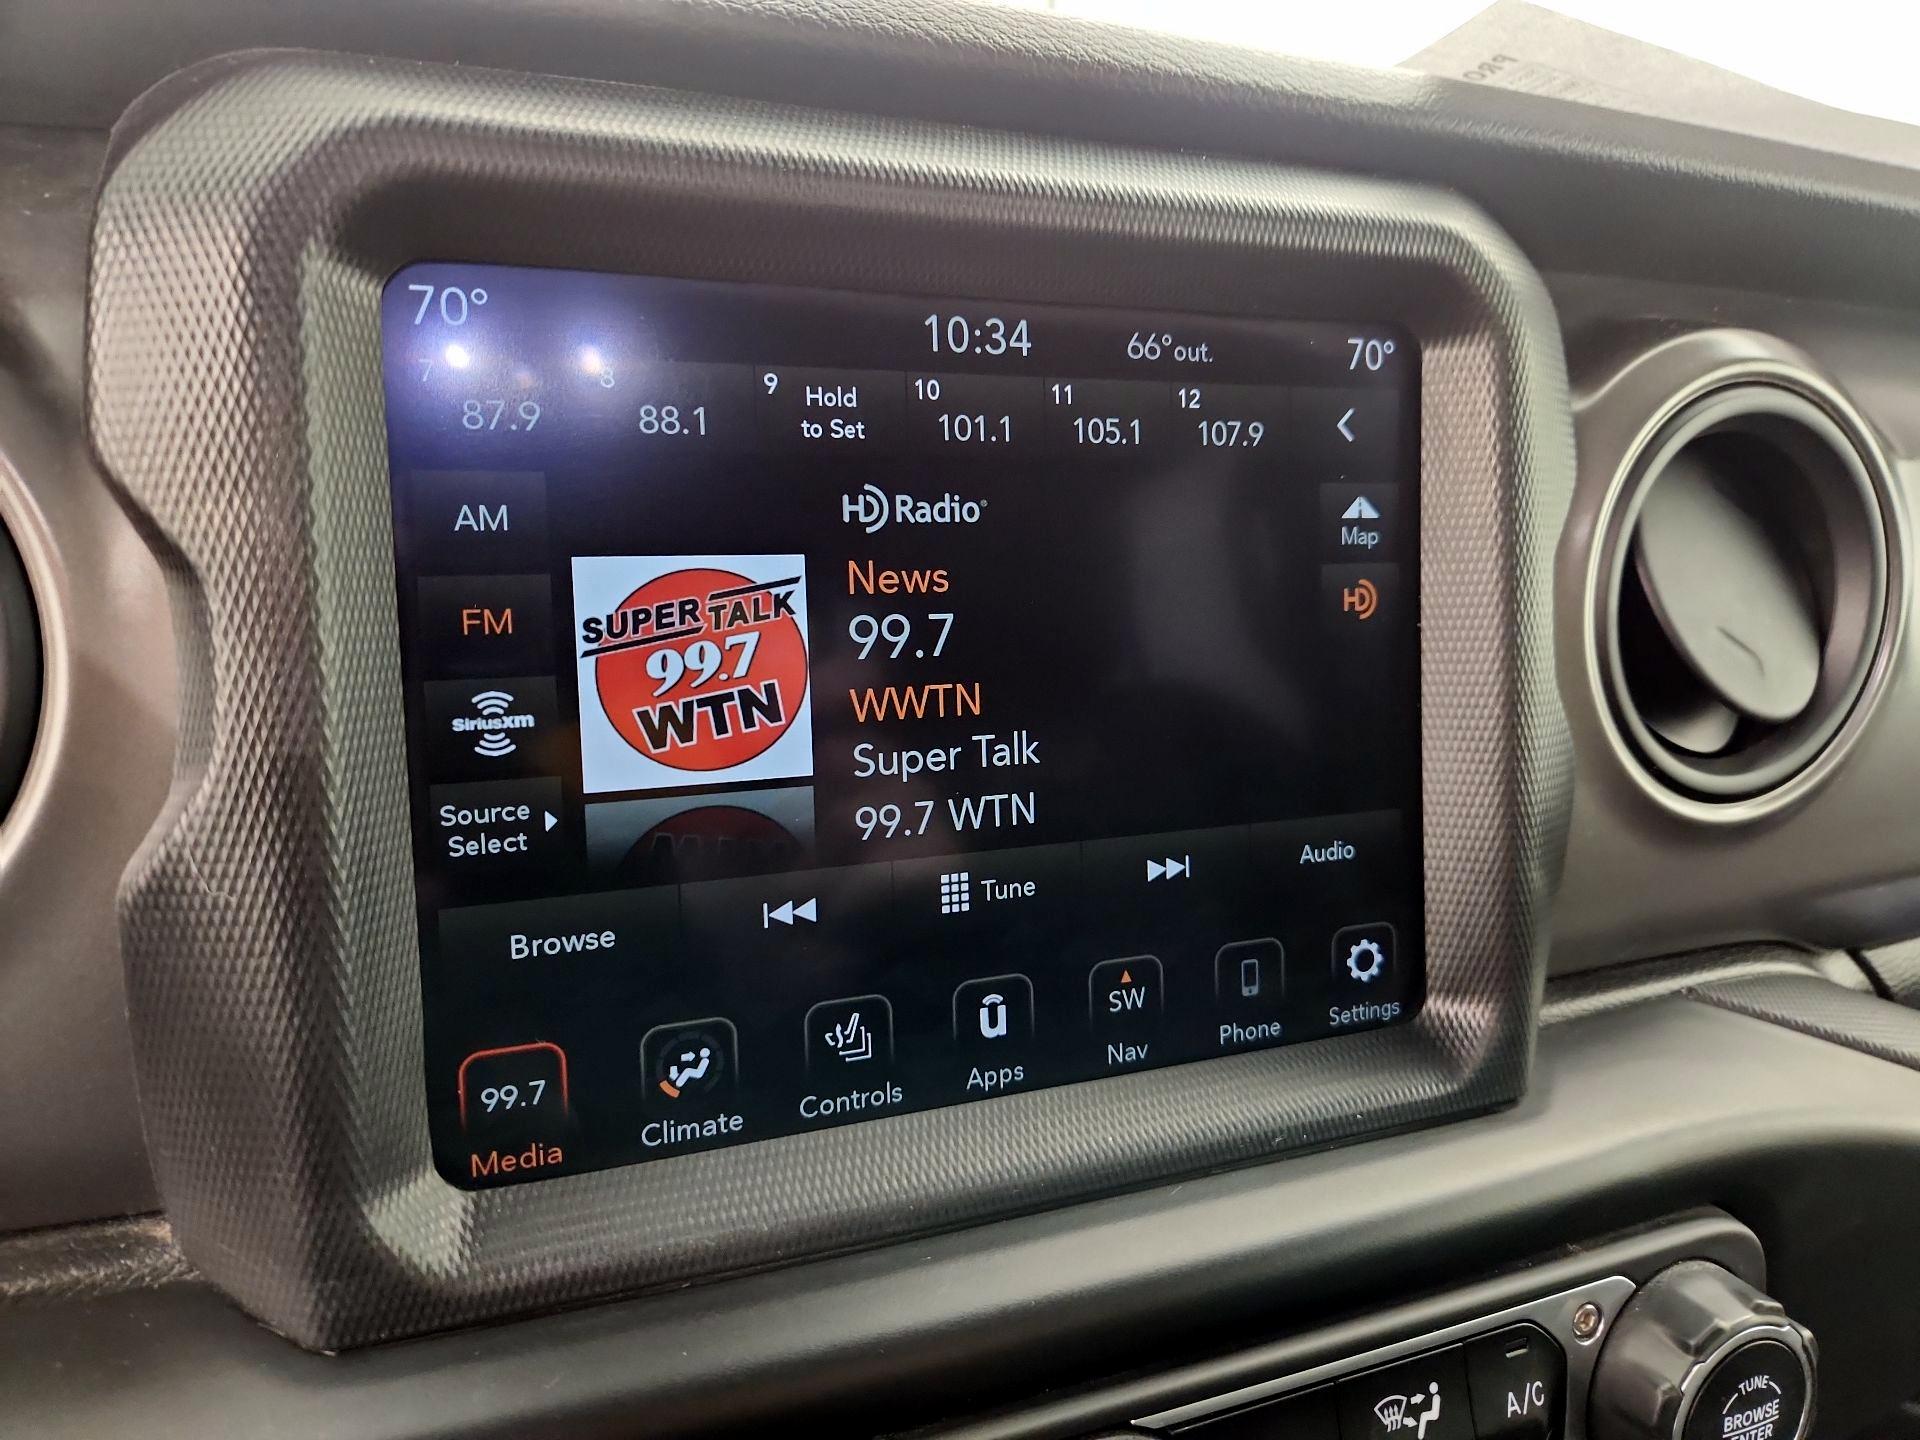 70°
10:34
66° out.
70°
7
87.9
8
88.1
9
Hold
to Set
10
101.1
11
105.1
12
107.9
AM
HD Radio
Map
FM
HD
SUPER TALK
99.7
WTN
News
99.7
WWTN
Super Talk
99.7 WTN
SiriusXM
Source
Select
Browse
Tune
Audio
99.7
Media
Climate
Controls
Apps
SW
Nav
Phone
Settings
A/C
TUNE
BROWSE
ENTER